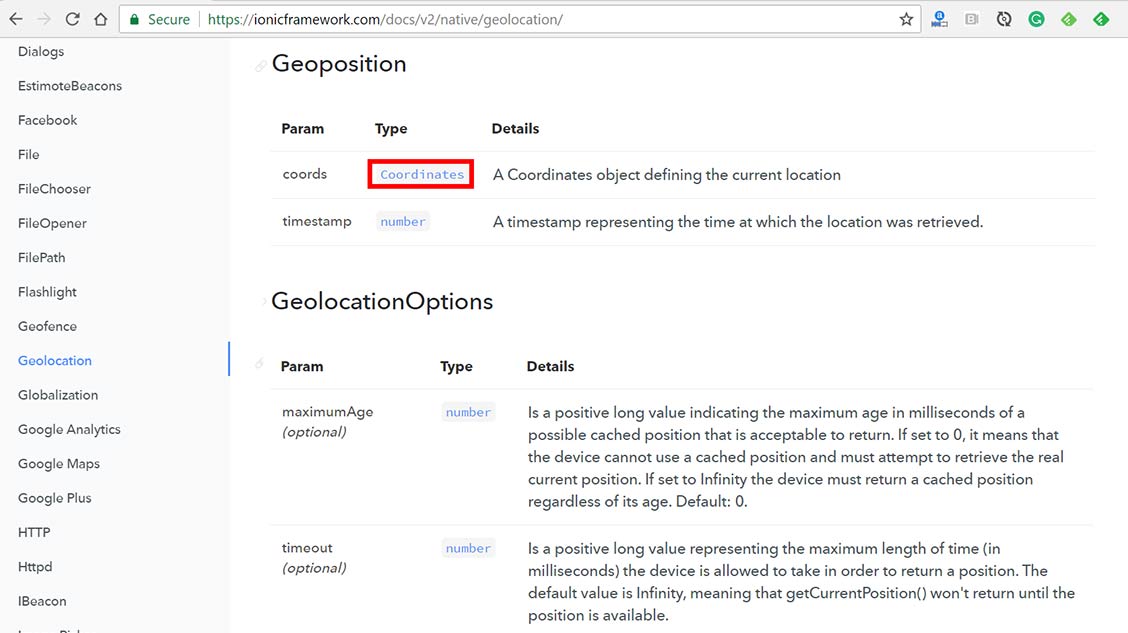 Secure https://ionicframework.com/docs/v2/native/geolocation/
Dialogs
EstimoteBeacons
Facebook
File
FileChooser
FileOpener
FilePath
Flashlight
Geofence
Geolocation
Globalization
Google Analytics
Google Maps
Google Plus
HTTP
Httpd
IBeacon
Geoposition
Param Type Details
coords Coordinates A Coordinates object defining the current location
timestamp number A timestamp representing the time at which the location was retrieved.
GeolocationOptions
Param Type Details
maximumAge number Is a positive long value indicating the maximum age in milliseconds of a
(optional) possible cached position that is acceptable to return. If set to 0, it means that
the device cannot use a cached position and must attempt to retrieve the real
current position. If set to Infinity the device must return a cached position
regardless of its age. Default: 0.
timeout number Is a positive long value representing the maximum length of time (in
(optional) milliseconds) the device is allowed to take in order to return a position. The
default value is Infinity, meaning that getCurrentPosition() won't return until the
position is available.